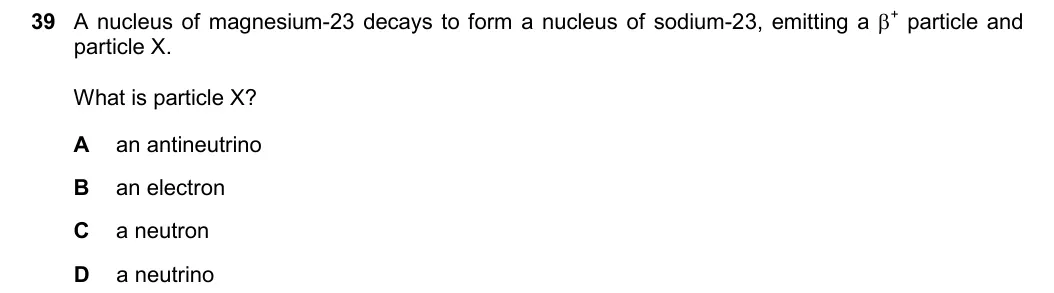 39 A nucleus of magnesium-23 decays to form a nucleus of sodium-23, emitting a β⁺ particle and
particle X.
What is particle X?
A an antineutrino
B an electron
C a neutron
D a neutrino